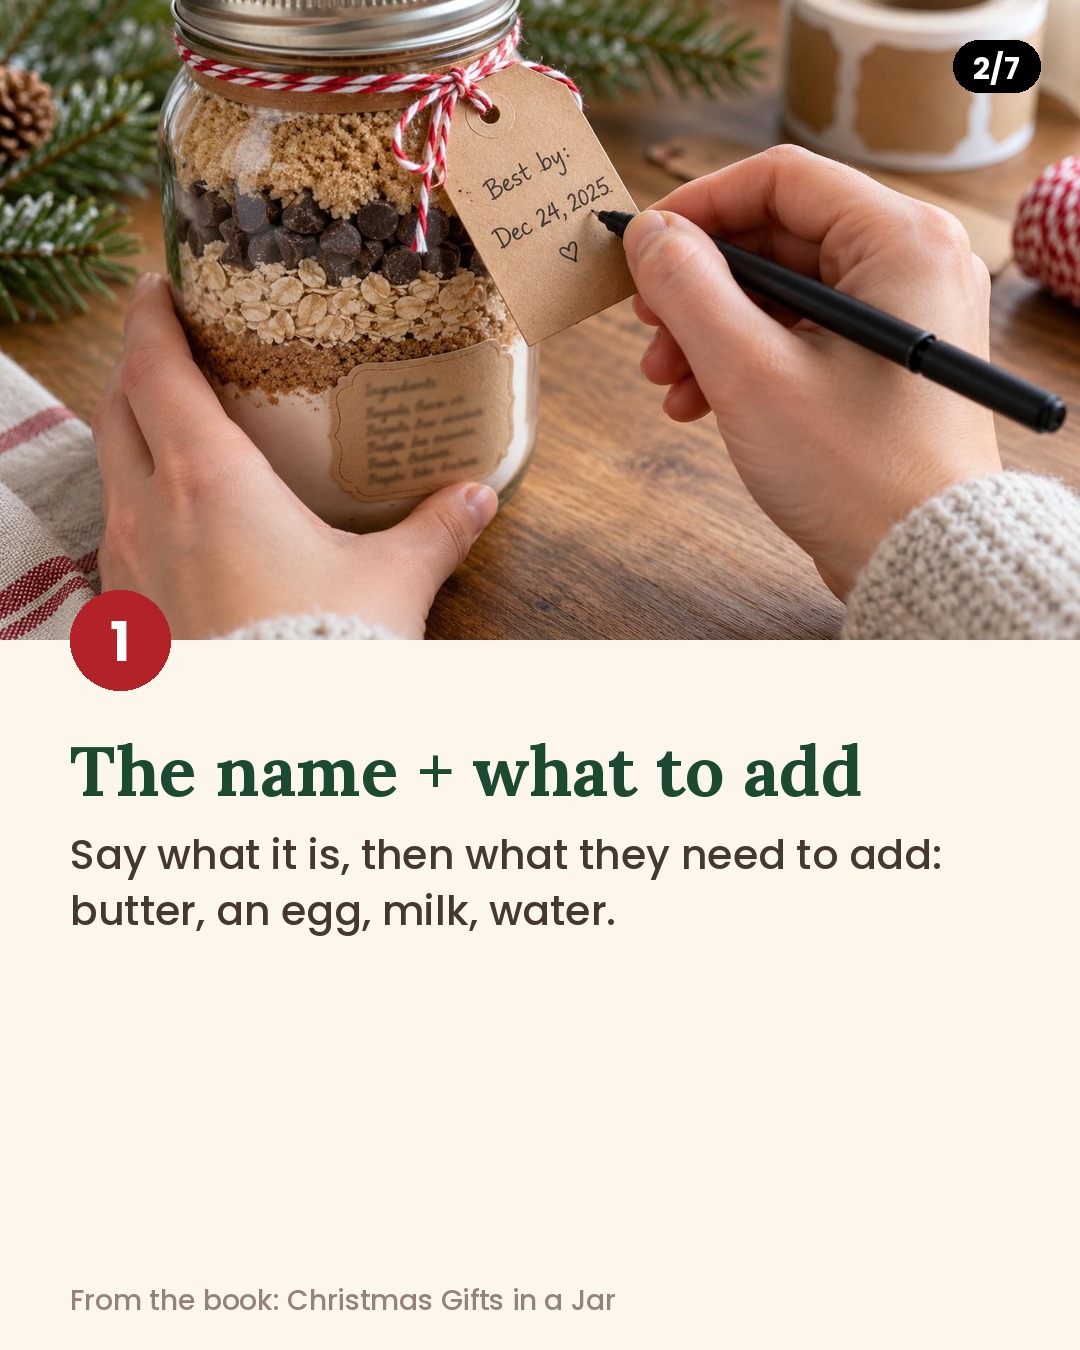 2/7
Best by:
Dec 24, 2025.
Ingredients
1
The name + what to add
Say what it is, then what they need to add:
butter, an egg, milk, water.
From the book: Christmas Gifts in a Jar